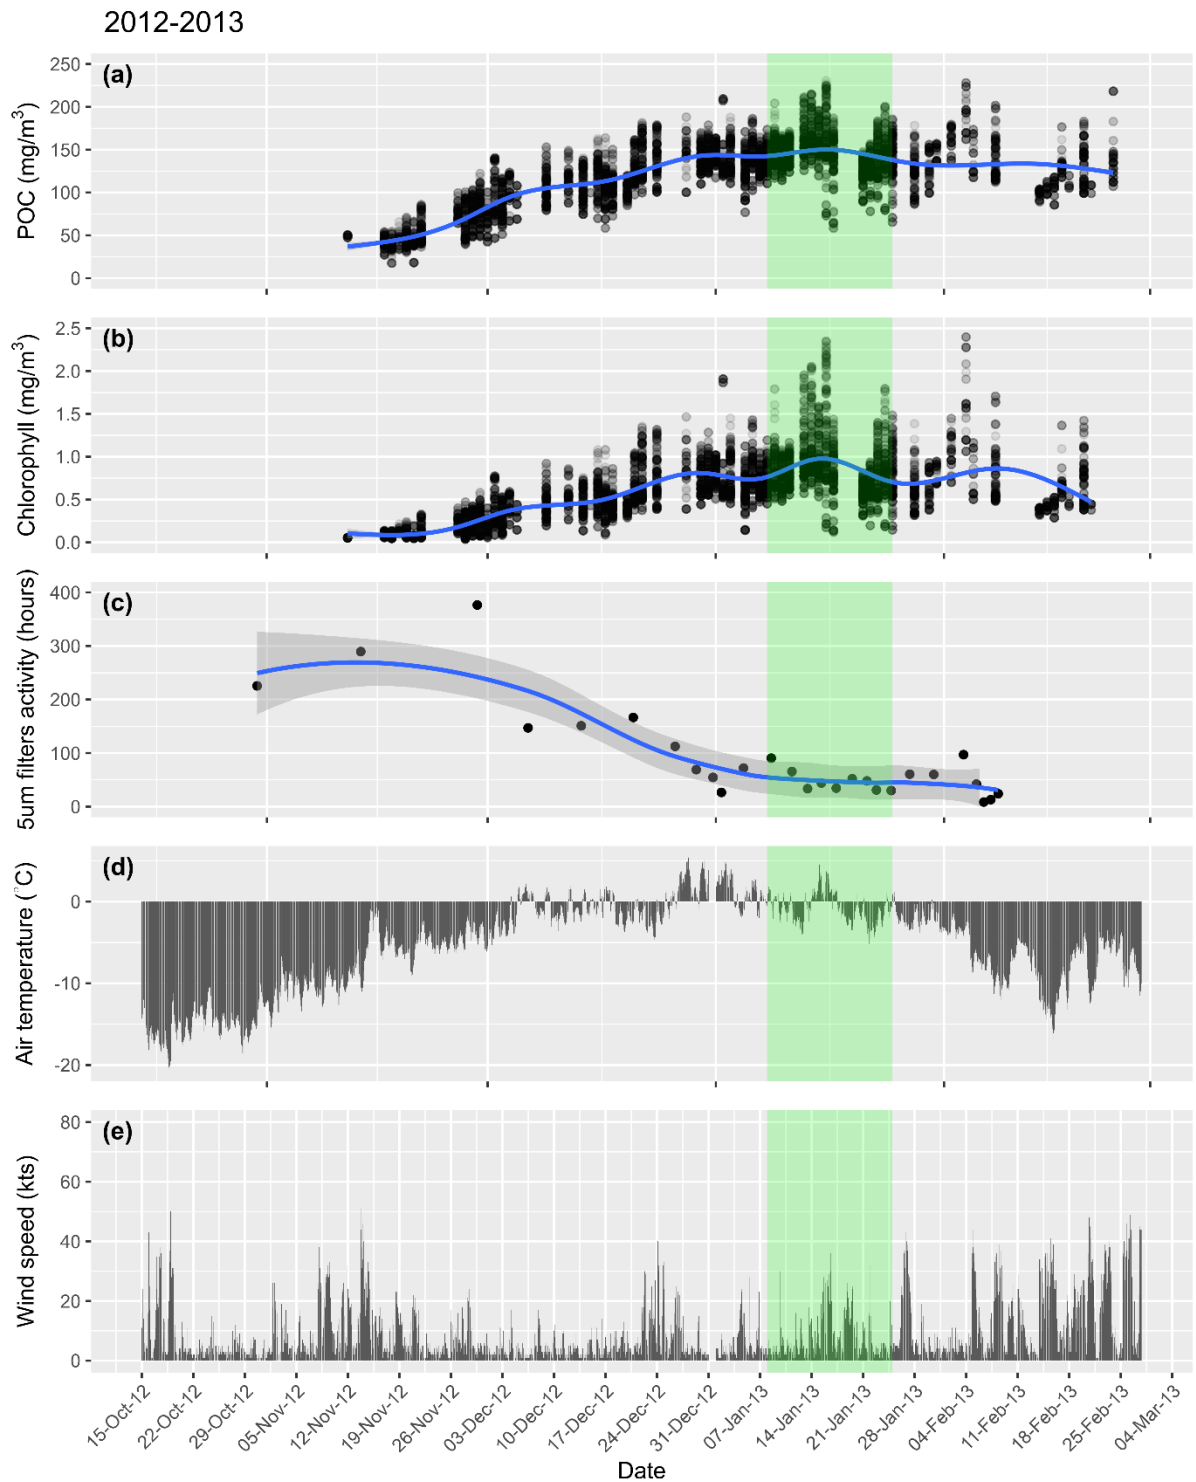 2012-2013
(a)
POC (mg/m³)
250
200
150
100
50
0
(b)
Chlorophyll (mg/m³)
2.5
2.0
1.5
1.0
0.5
0.0
(c)
5um filters activity (hours)
400
300
200
100
0
(d)
Air temperature (°C)
0
-10
-20
(e)
Wind speed (kts)
80
60
40
20
0
15-Oct-12
22-Oct-12
29-Oct-12
05-Nov-12
12-Nov-12
19-Nov-12
26-Nov-12
03-Dec-12
10-Dec-12
17-Dec-12
24-Dec-12
31-Dec-12
07-Jan-13
14-Jan-13
21-Jan-13
28-Jan-13
04-Feb-13
11-Feb-13
18-Feb-13
25-Feb-13
04-Mar-13
Date